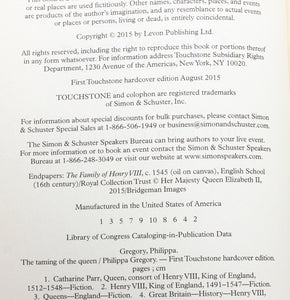 or real places are used fictitiously. Other names, characters, places, and events
are products of the author's imagination, and any resemblance to actual events
or places or persons, living or dead, is entirely coincidental.
Copyright © 2015 by Levon Publishing Ltd.
All rights reserved, including the right to reproduce this book or portions thereof
in any form whatsoever. For information address Touchstone Subsidiary Rights
Department, 1230 Avenue of the Americas, New York, NY 10020.
First Touchstone hardcover edition August 2015
TOUCHSTONE and colophon are registered trademarks
of Simon & Schuster, Inc.
For information about special discounts for bulk purchases, please contact
Simon & Schuster Special Sales at 1-866-506-1949 or business@simonandschuster.com.
The Simon & Schuster Speakers Bureau can bring authors to your live event.
For more information or to book an event contact the Simon & Schuster Speakers
Bureau at 1-866-248-3049 or visit our website at www.simonspeakers.com.
Endpapers: The Family of Henry VIII, c. 1545 (oil on canvas), English School
(16th century)/Royal Collection Trust © Her Majesty Queen Elizabeth II,
2015/Bridgeman Images
Manufactured in the United States of America
1 3 5 7 9 10 8 6 4 2
Library of Congress Cataloging-in-Publication Data
Gregory, Philippa.
The taming of the queen / Philippa Gregory. — First Touchstone hardcover edition.
pages ; cm
1. Catharine Parr, Queen, consort of Henry VIII, King of England,
1512–1548—Fiction. 2. Henry VIII, King of England, 1491–1547—Fiction.
3. Queens—England—Fiction. 4. Great Britain—History—Henry VIII,